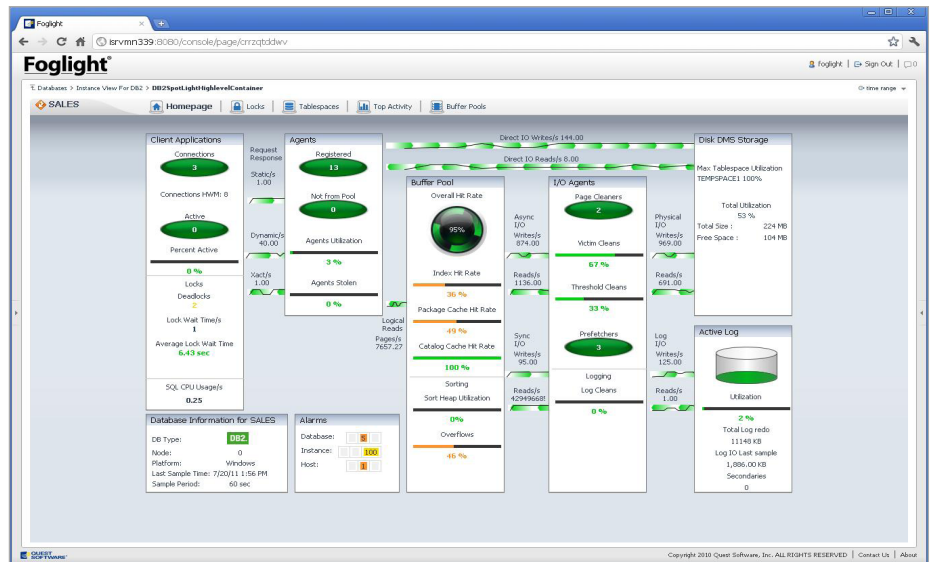 Foglight
isrvmn339:8080/console/page/crrzqtddwv
Foglight
foglight | Sign Out | 0
Databases > Instance View For DB2 > DB2SpotLightHighlevelContainer
time range
SALES
Homepage | Locks | Tablespaces | Top Activity | Buffer Pools
Client Applications
Connections
3
Connections HWM: 8
Active
0
Percent Active
0 %
Locks
Deadlocks
2
Lock Wait Time/s
1
Average Lock Wait Time
6.43 sec
SQL CPU Usage/s
0.25
Request
Response
Static/s
1.00
Dynamic/s
40.00
Xact/s
1.00
Agents
Registered
13
Not from Pool
0
Agents Utilization
3 %
Agents Stolen
0 %
Direct IO Writes/s 144.00
Direct IO Reads/s 8.00
Logical
Reads
Pages/s
7657.27
Buffer Pool
Overall Hit Rate
95%
Index Hit Rate
36 %
Package Cache Hit Rate
49 %
Catalog Cache Hit Rate
100 %
Sorting
Sort Heap Utilization
0%
Overflows
46 %
Async
I/O
Writes/s
874.00
Reads/s
1136.00
Sync
I/O
Writes/s
95.00
Reads/s
I/O Agents
Page Cleaners
2
Victim Cleans
67 %
Threshold Cleans
33 %
Prefetchers
3
Logging
Log Cleans
0 %
Physical
I/O
Writes/s
969.00
Reads/s
691.00
Log
I/O
Writes/s
125.00
Reads/s
1.00
Disk DMS Storage
Max Tablespace Utilization
TEMPSPACE1 100%
Total Utilization
53 %
Total Size : 224 MB
Free Space : 104 MB
Active Log
Utilization
2 %
Total Log redo
11148 KB
Log IO Last sample
1,886.00 KB
Secondaries
0
Database Information for SALES
DB Type: DB2.
Node: 0
Platform: Windows
Last Sample Time: 7/20/11 1:56 PM
Sample Period: 60 sec
Alarms
Database: 5
Instance: 100
Host: 1
QUEST
SOFTWARE
Copyright 2010 Quest Software, Inc. ALL RIGHTS RESERVED | Contact Us | About